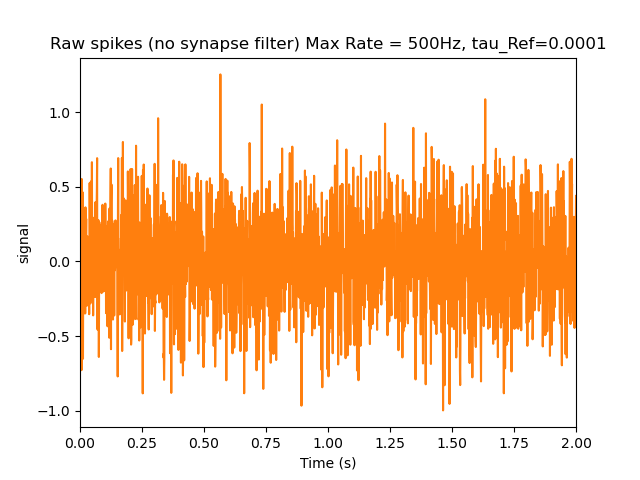 Raw spikes (no synapse filter) Max Rate = 500Hz, tau_Ref=0.0001
1.0
0.5
0.0
−0.5
−1.0
signal
0.00 0.25 0.50 0.75 1.00 1.25 1.50 1.75 2.00
Time (s)